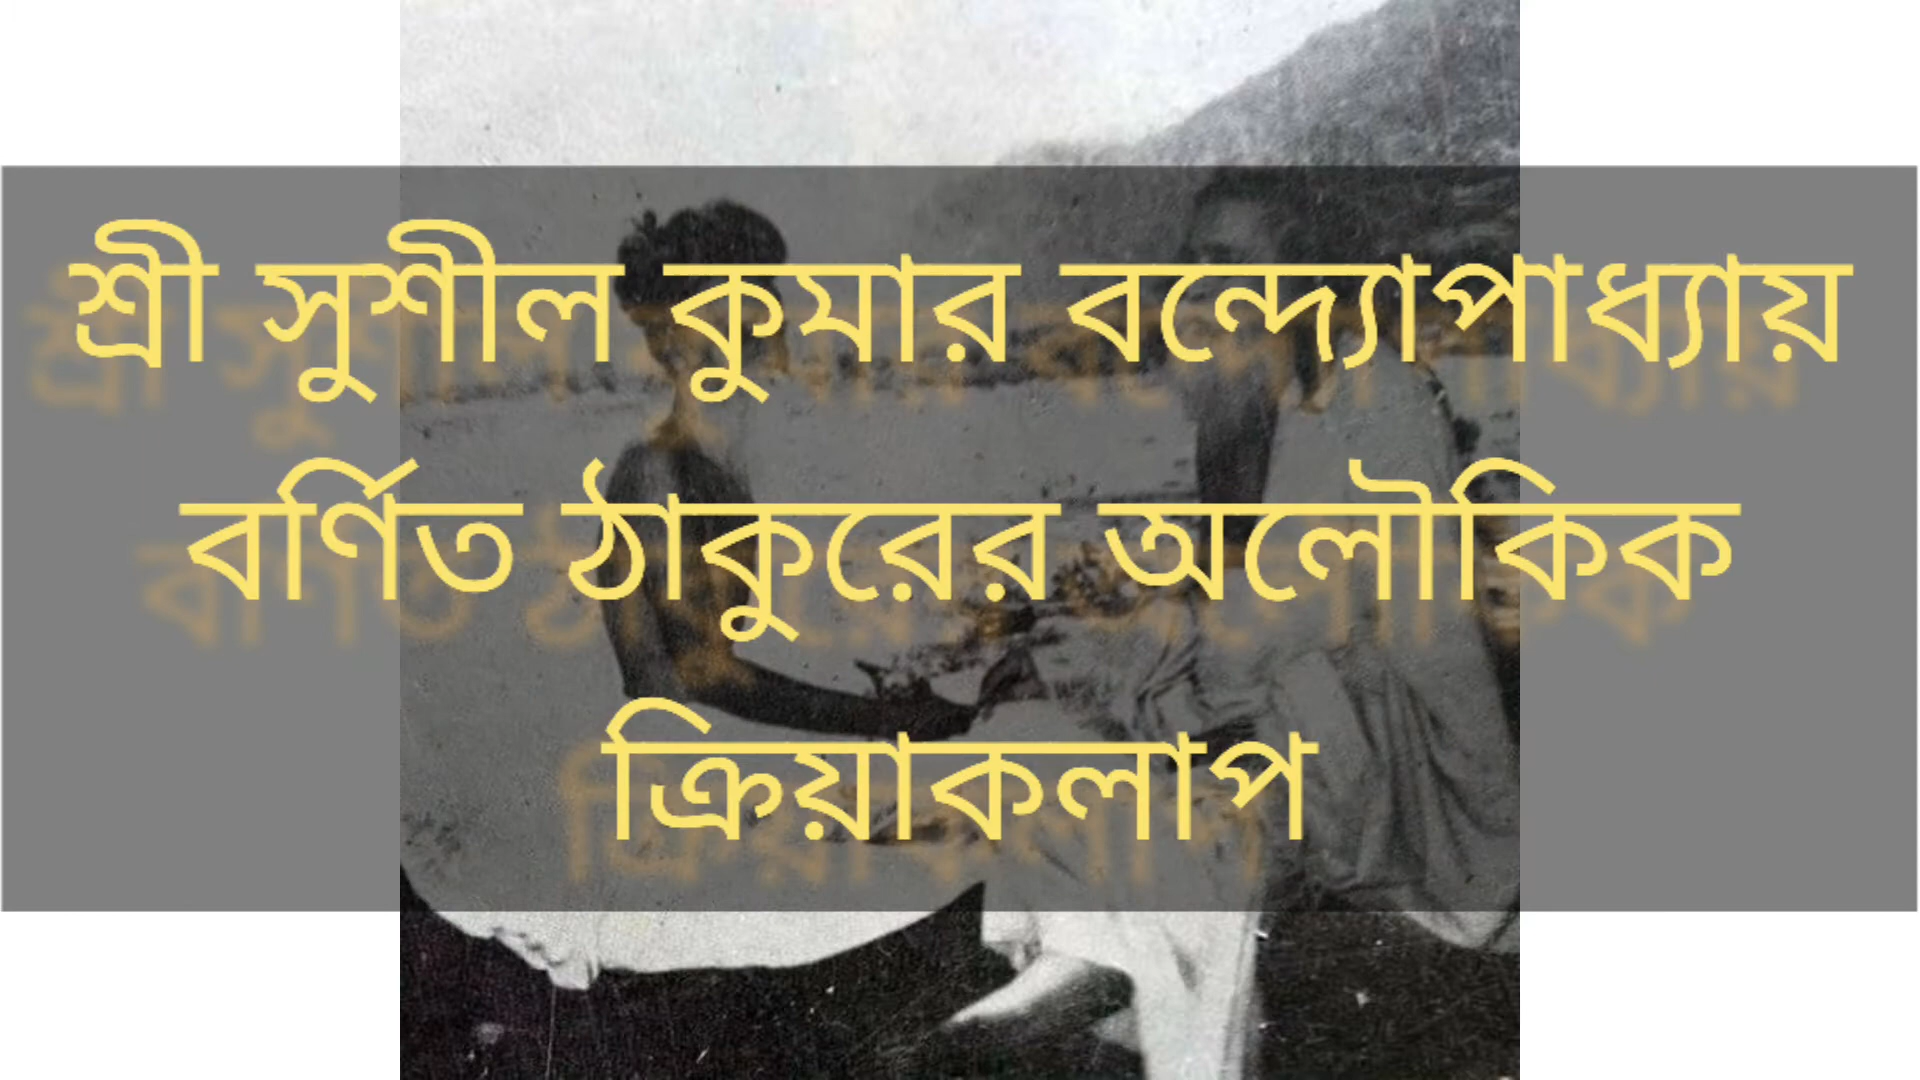 শ্রী সুশীল কুমার বন্দ্যোপাধ্যায়
বর্ণিত ঠাকুরের অলৌকিক
ক্রিয়াকলাপ